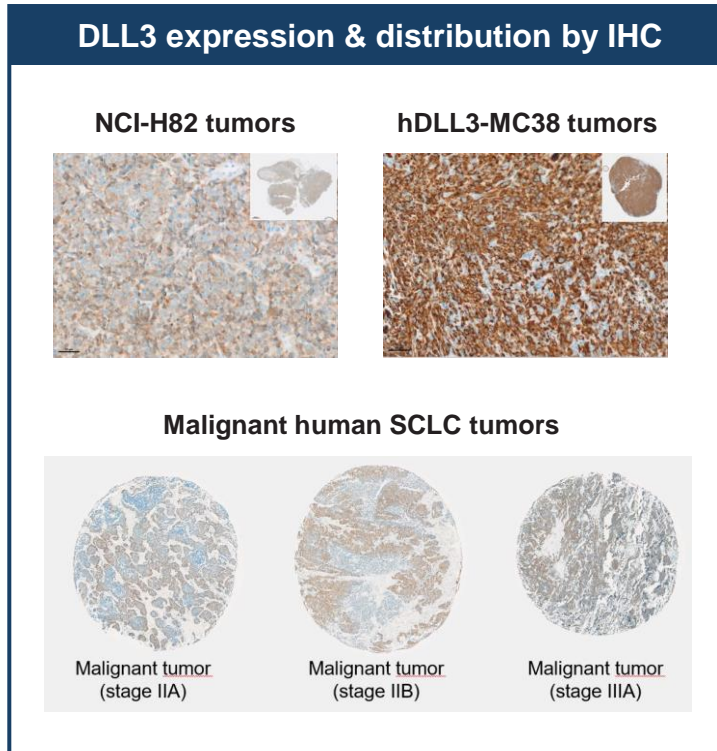 DLL3 expression & distribution by IHC
NCI-H82 tumors
hDLL3-MC38 tumors
Malignant human SCLC tumors
Malignant tumor
(stage IIA)
Malignant tumor
(stage IIB)
Malignant tumor
(stage IIIA)